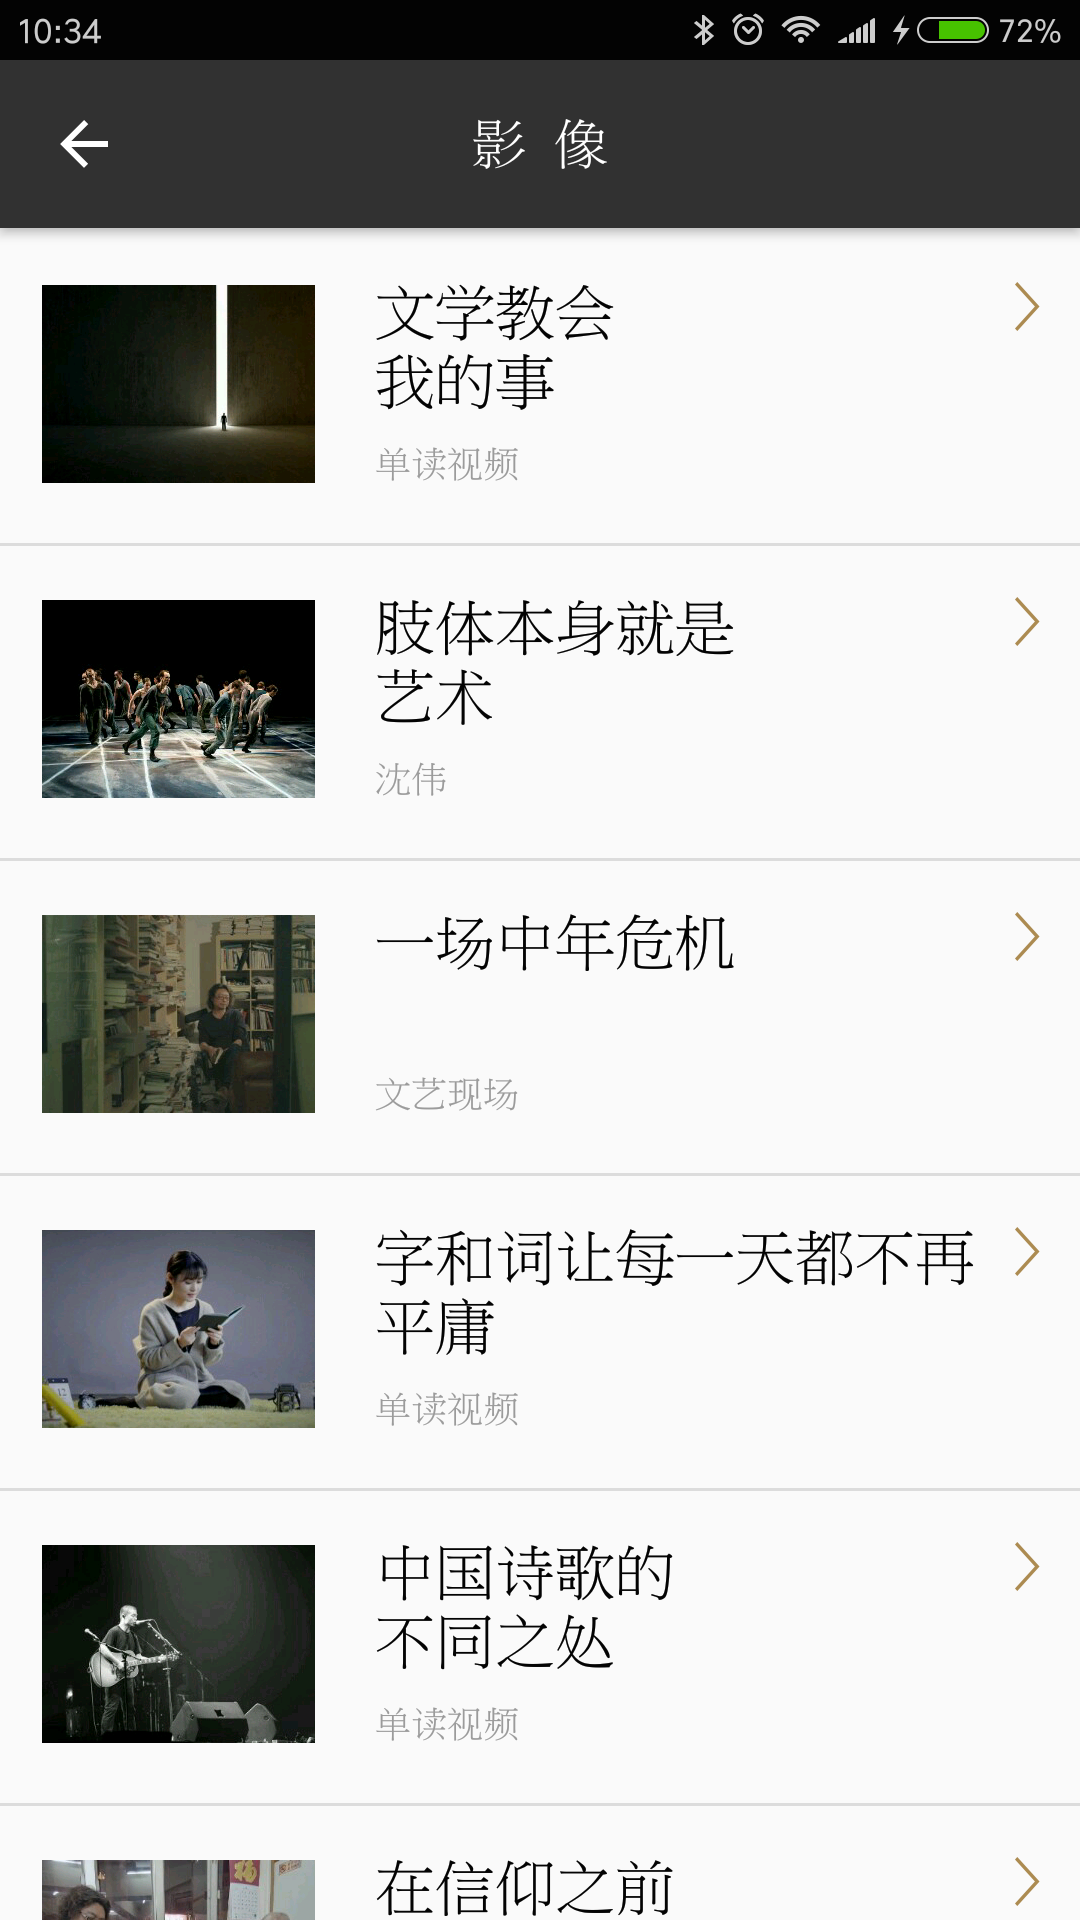 10:34
72%
影 像
文学教会
我的事
单读视频
肢体本身就是
艺术
沈伟
一场中年危机
文艺现场
字和词让每一天都不再
平庸
单读视频
12
中国诗歌的
不同之处
单读视频
在信仰之前
福